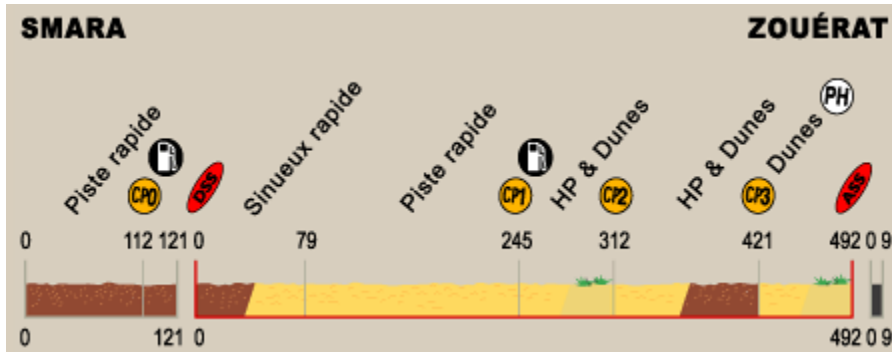 SMARA
ZOUÉRAT
PH
Piste rapide
Sinueux rapide
Piste rapide
HP & Dunes
HP & Dunes
Dunes
CP0
DSS
CP1
CP2
CP3
ASS
0 112 121 0 79 245 312 421 492 0 9
0 121 0 492 0 9